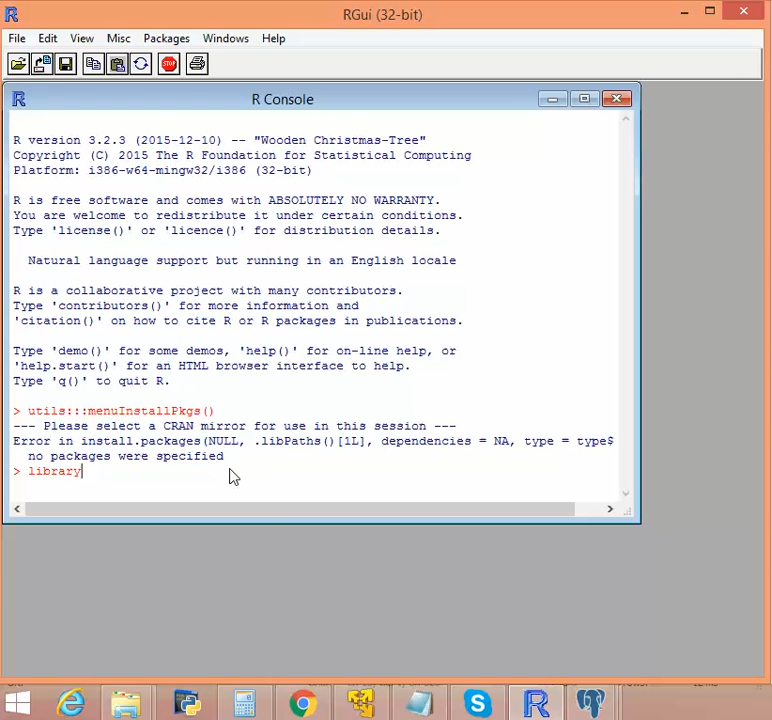 RGui (32-bit)
File Edit View Misc Packages Windows Help
STOP
R Console
R version 3.2.3 (2015-12-10) -- "Wooden Christmas-Tree"
Copyright (C) 2015 The R Foundation for Statistical Computing
Platform: i386-w64-mingw32/i386 (32-bit)
R is free software and comes with ABSOLUTELY NO WARRANTY.
You are welcome to redistribute it under certain conditions.
Type 'license()' or 'licence()' for distribution details.
Natural language support but running in an English locale
R is a collaborative project with many contributors.
Type 'contributors()' for more information and
'citation()' on how to cite R or R packages in publications.
Type 'demo()' for some demos, 'help()' for on-line help, or
'help.start()' for an HTML browser interface to help.
Type 'q()' to quit R.
> utils:::menuInstallPkgs()
--- Please select a CRAN mirror for use in this session ---
Error in install.packages(NULL, .libPaths()[1L], dependencies = NA, type = type$
no packages were specified
> library